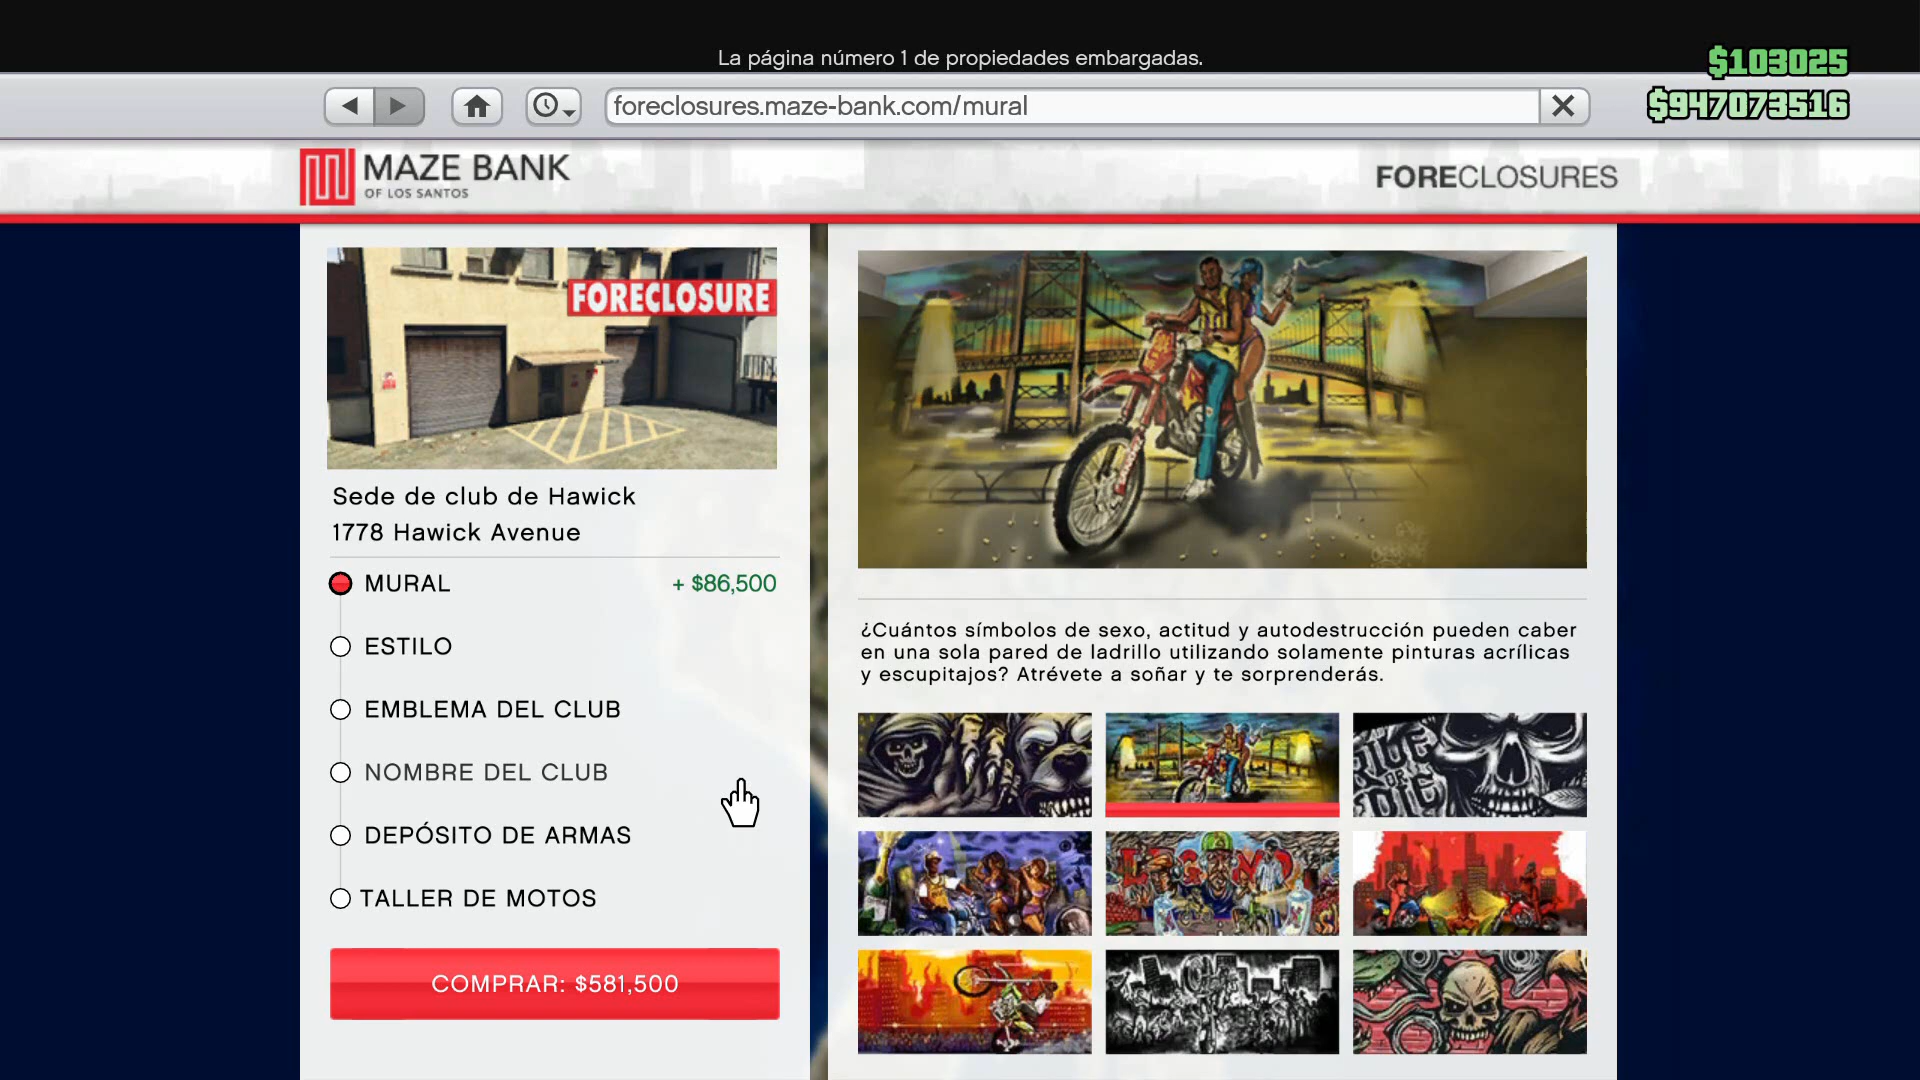 La página número 1 de propiedades embargadas.
$103025
$947073516
foreclosures.maze-bank.com/mural
MAZE BANK
OF LOS SANTOS
FORECLOSURES
FORECLOSURE
Sede de club de Hawick
1778 Hawick Avenue
MURAL + $86,500
ESTILO
EMBLEMA DEL CLUB
NOMBRE DEL CLUB
DEPÓSITO DE ARMAS
TALLER DE MOTOS
COMPRAR: $581,500
¿Cuántos símbolos de sexo, actitud y autodestrucción pueden caber
en una sola pared de ladrillo utilizando solamente pinturas acrílicas
y escupitajos? Atrévete a soñar y te sorprenderás.
OR
DIE